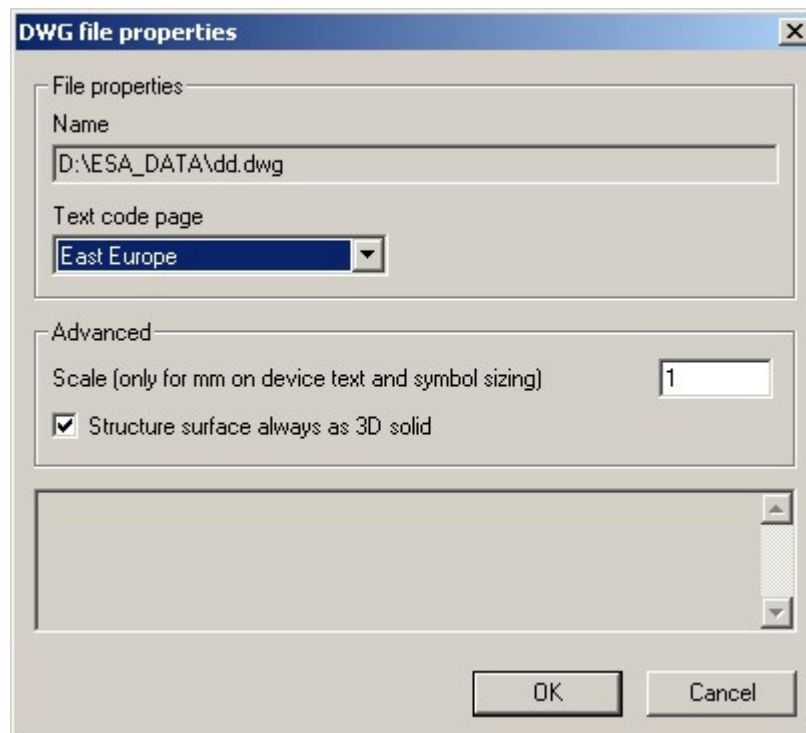 DWG file properties
File properties
Name
D:\ESA_DATA\dd.dwg
Text code page
East Europe
Advanced
Scale (only for mm on device text and symbol sizing) 1
Structure surface always as 3D solid
OK Cancel